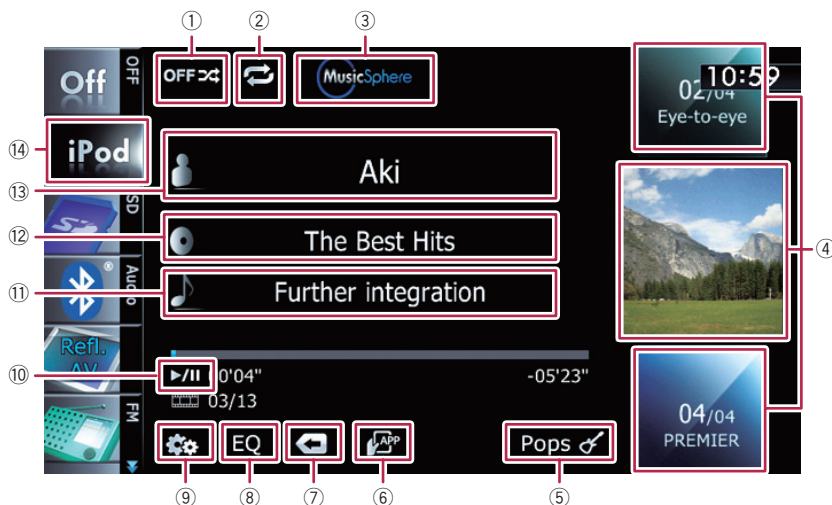 ① ② ③
Off OFF
OFF
MusicSphere
10:59
02/04
Eye-to-eye
⑭ iPod
⑬ Aki
SD
⑫ The Best Hits
④
Audio
⑪ Further integration
Refl.
AV
⑩ ►/II 0'04" -05'23"
03/13
FM
04/04
PREMIER
EQ
APP
Pops
⑨ ⑧ ⑦ ⑥ ⑤